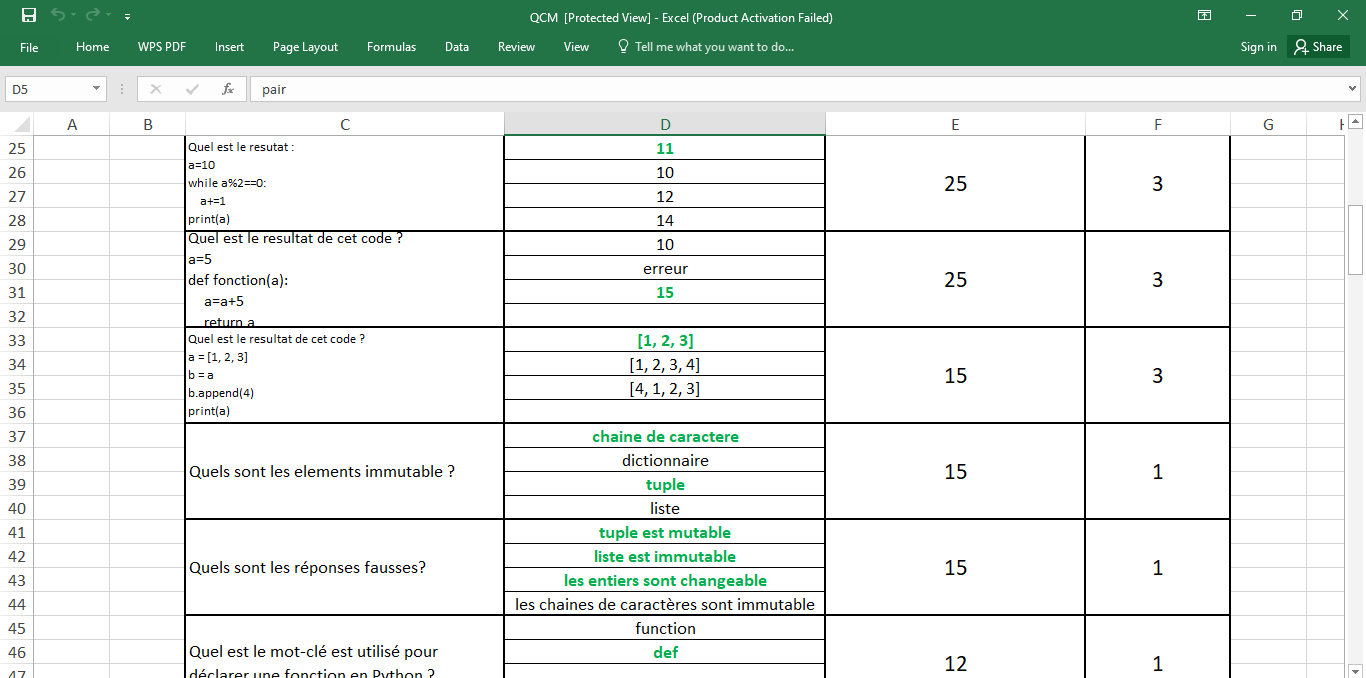 QCM [Protected View] - Excel (Product Activation Failed)
File Home WPS PDF Insert Page Layout Formulas Data Review View Tell me what you want to do... Sign in Share
D5 fx pair
A B C D E F G H
25 Quel est le resutat : 11
26 a=10 10
27 while a%2==0: 12
a+=1
28 print(a) 14
25 3
29 Quel est le resultat de cet code ? 10
30 a=5 erreur
31 def fonction(a): 15
a=a+5
32 return a
25 3
33 Quel est le resultat de cet code ? [1, 2, 3]
34 a = [1, 2, 3] [1, 2, 3, 4]
35 b = a [4, 1, 2, 3]
b.append(4)
36 print(a)
15 3
37 chaine de caractere
38 dictionnaire
Quels sont les elements immutable ? 15 1
39 tuple
40 liste
41 tuple est mutable
42 liste est immutable
Quels sont les réponses fausses? 15 1
43 les entiers sont changeable
44 les chaines de caractères sont immutable
45 function
46 Quel est le mot-clé est utilisé pour def
12 1
47 déclarer une fonction en Python ?